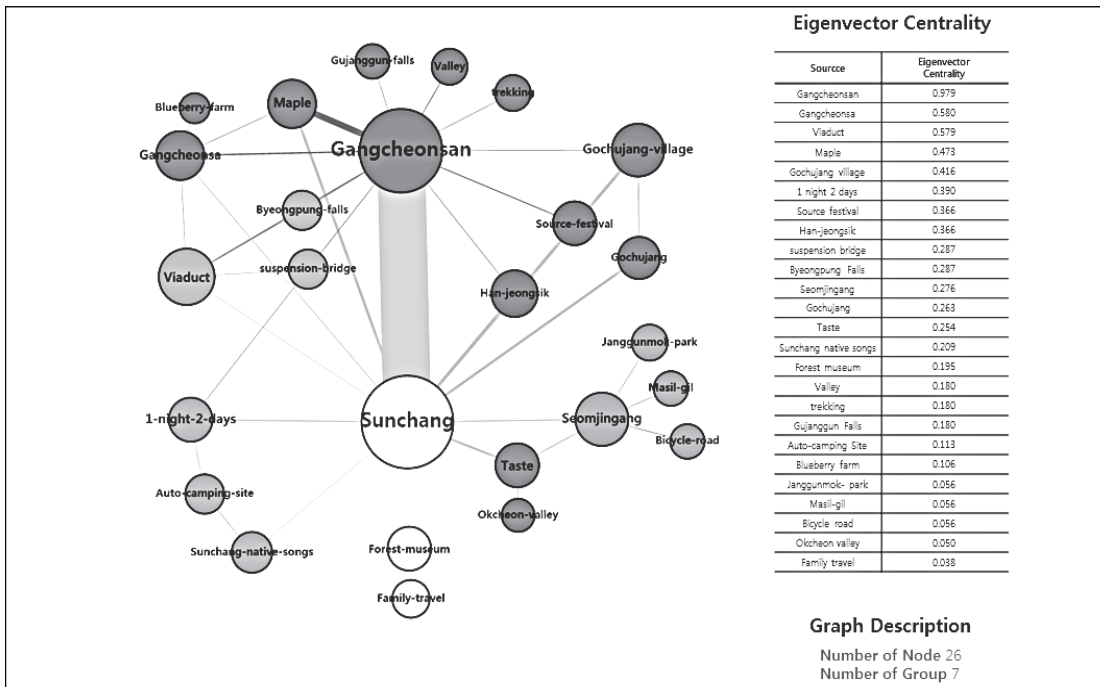 Eigenvector Centrality
Gujanggun-falls
Valley
trekking
Blueberry-farm
Maple
Gangcheonsan
Gangcheonsa
Gochujang-village
Byeongpung-falls
Source-festival
Viaduct
suspension-bridge
Gochujang
Han-jeongsik
Janggunmok-park
Masil-gil
1-night-2-days
Sunchang
Seomjingang
Bicycle-road
Taste
Auto-camping-site
Okcheon-valley
Sunchang-native-songs
Forest-museum
Family-travel
Sourcce Eigenvector Centrality
Gangcheonsan 0.979
Gangcheonsa 0.580
Viaduct 0.579
Maple 0.473
Gochujang village 0.416
1 night 2 days 0.390
Source festival 0.366
Han-jeongsik 0.366
suspension bridge 0.287
Byeongpung Falls 0.287
Seomjingang 0.276
Gochujang 0.263
Taste 0.254
Sunchang native songs 0.209
Forest museum 0.195
Valley 0.180
trekking 0.180
Gujanggun Falls 0.180
Auto-camping Site 0.113
Blueberry farm 0.106
Janggunmok- park 0.056
Masil-gil 0.056
Bicycle road 0.056
Okcheon valley 0.050
Family travel 0.038
Graph Description
Number of Node 26
Number of Group 7